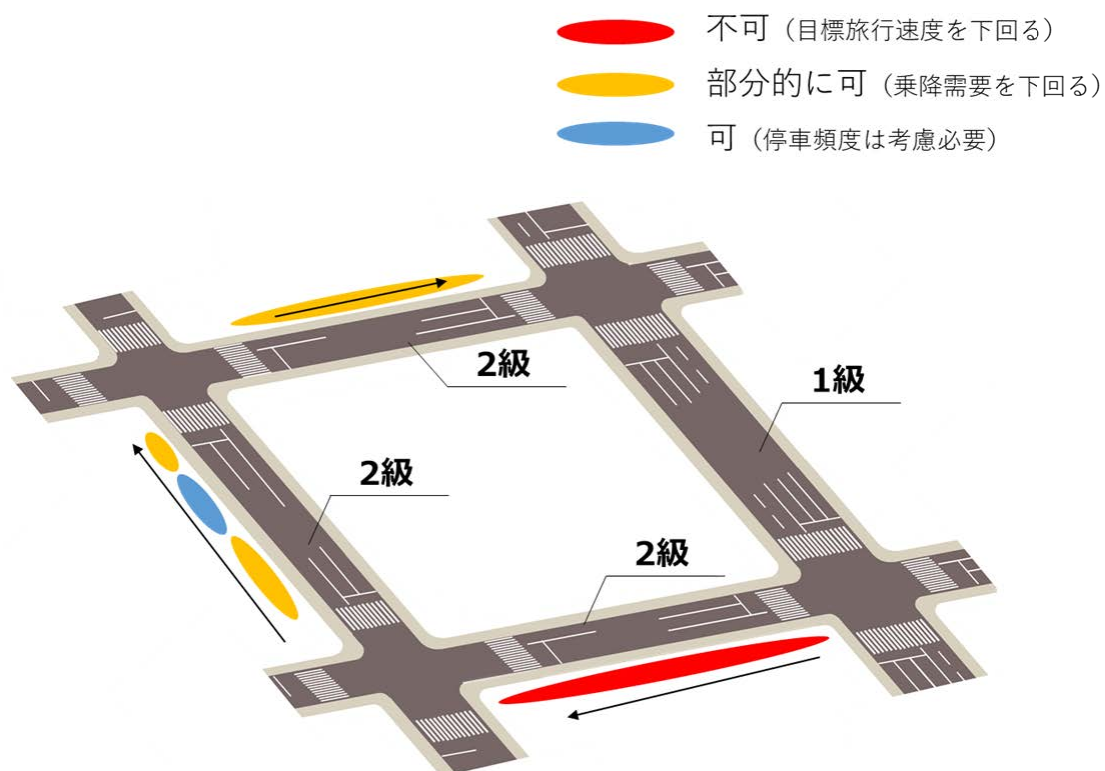 不可（目標旅行速度を下回る）
部分的に可（乗降需要を下回る）
可（停車頻度は考慮必要）
2級
1級
2級
2級